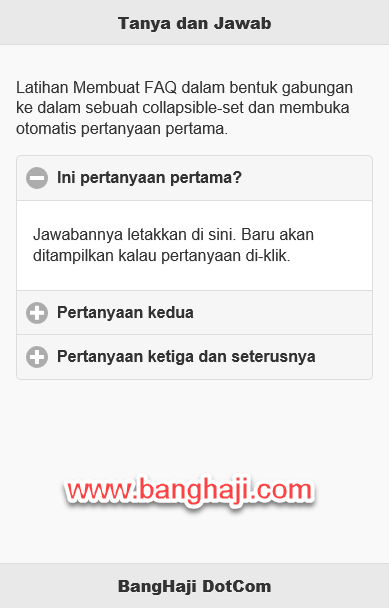 Tanya dan Jawab
Latihan Membuat FAQ dalam bentuk gabungan
ke dalam sebuah collapsible-set dan membuka
otomatis pertanyaan pertama.
Ini pertanyaan pertama?
Jawabannya letakkan di sini. Baru akan
ditampilkan kalau pertanyaan di-klik.
Pertanyaan kedua
Pertanyaan ketiga dan seterusnya
www.banghaji.com
BangHaji DotCom